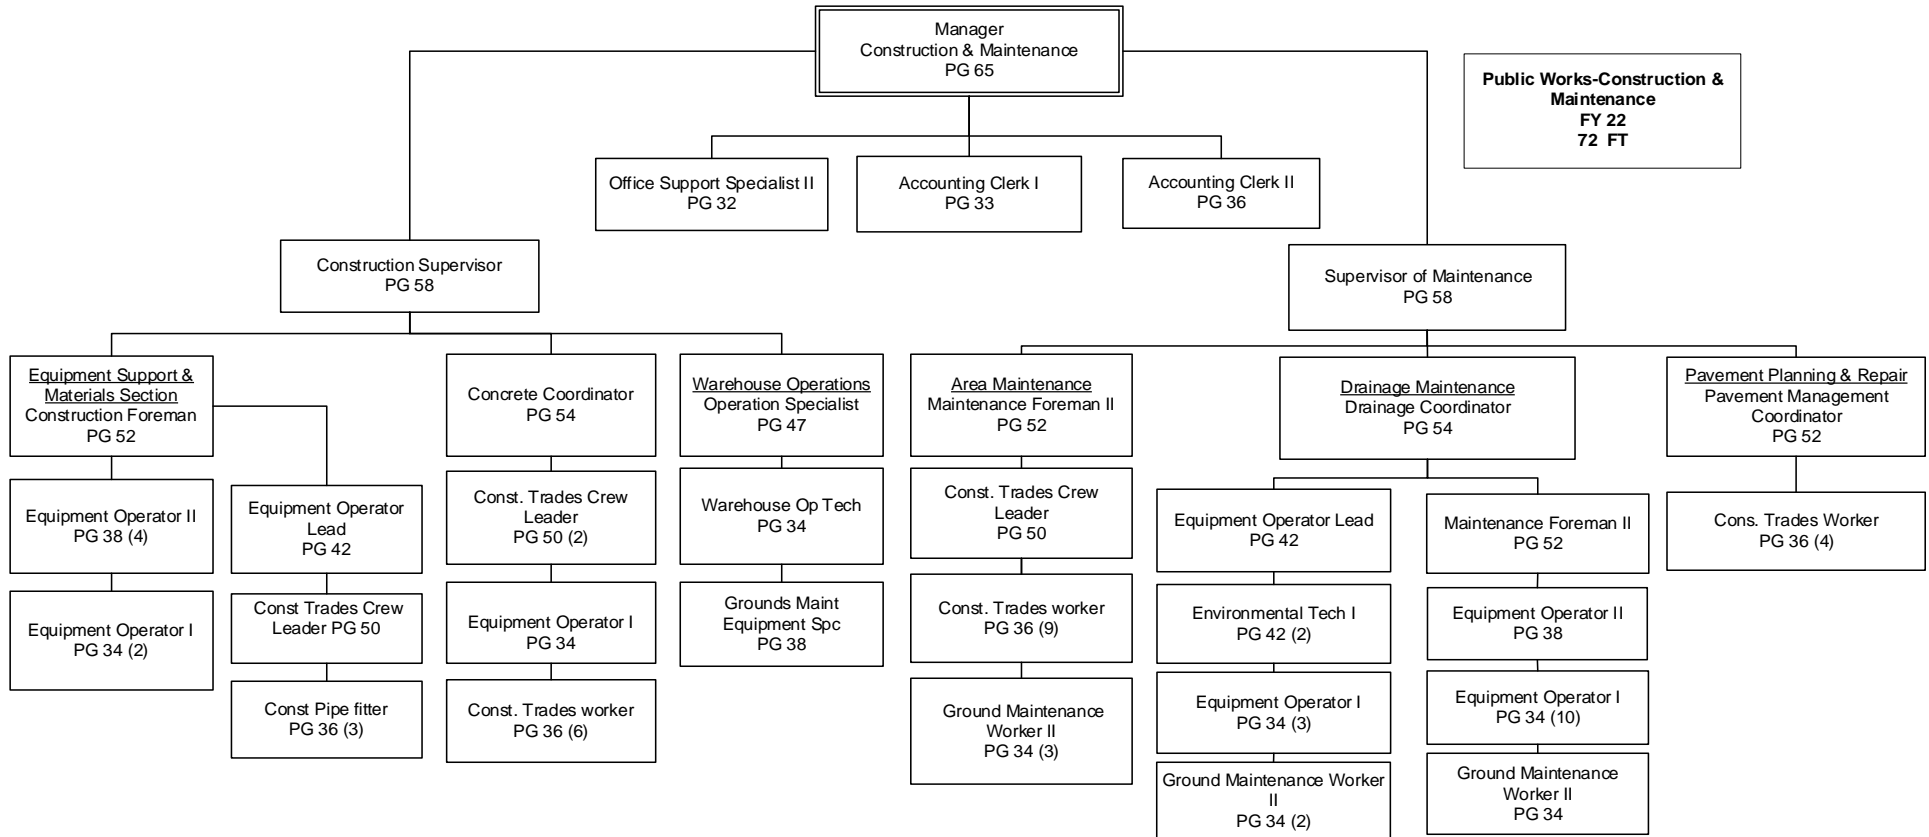 Manager
Construction & Maintenance
PG 65
Public Works-Construction &
Maintenance
FY 22
72 FT
Office Support Specialist II
PG 32
Accounting Clerk I
PG 33
Accounting Clerk II
PG 36
Construction Supervisor
PG 58
Supervisor of Maintenance
PG 58
Equipment Support &
Materials Section
Construction Foreman
PG 52
Concrete Coordinator
PG 54
Warehouse Operations
Operation Specialist
PG 47
Area Maintenance
Maintenance Foreman II
PG 52
Drainage Maintenance
Drainage Coordinator
PG 54
Pavement Planning & Repair
Pavement Management
Coordinator
PG 52
Equipment Operator II
PG 38 (4)
Equipment Operator
Lead
PG 42
Const. Trades Crew
Leader
PG 50 (2)
Warehouse Op Tech
PG 34
Const. Trades Crew
Leader
PG 50
Equipment Operator Lead
PG 42
Maintenance Foreman II
PG 52
Cons. Trades Worker
PG 36 (4)
Equipment Operator I
PG 34 (2)
Const Trades Crew
Leader PG 50
Equipment Operator I
PG 34
Grounds Maint
Equipment Spc
PG 38
Const. Trades worker
PG 36 (9)
Environmental Tech I
PG 42 (2)
Equipment Operator II
PG 38
Const Pipe fitter
PG 36 (3)
Const. Trades worker
PG 36 (6)
Ground Maintenance
Worker II
PG 34 (3)
Equipment Operator I
PG 34 (3)
Equipment Operator I
PG 34 (10)
Ground Maintenance Worker
II
PG 34 (2)
Ground Maintenance
Worker II
PG 34